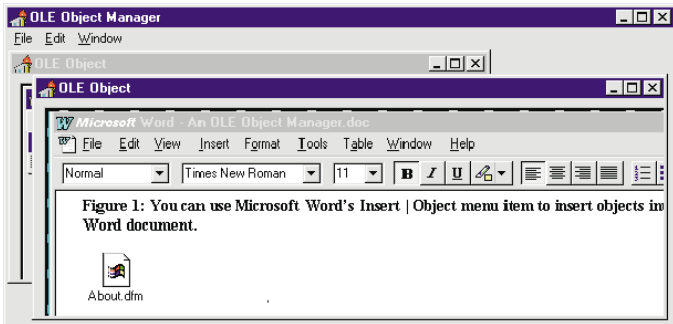 OLE Object Manager
File Edit Window
OLE Object
OLE Object
Microsoft Word - An OLE Object Manager.doc
File Edit View Insert Format Tools Table Window Help
Normal Times New Roman 11 B I U
Figure 1: You can use Microsoft Word's Insert | Object menu item to insert objects in
Word document.
About.dfm